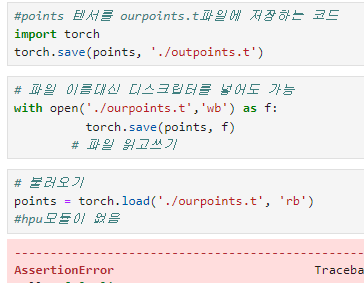 #points 텐서를 ourpoints.t파일에 저장하는 코드
import torch
torch.save(points, './outpoints.t')
# 파일 이름대신 디스크립터를 넣어도 가능
with open('./ourpoints.t','wb') as f:
torch.save(points, f)
# 파일 읽고쓰기
# 불러오기
points = torch.load('./ourpoints.t', 'rb')
#hpu모듈이 없음
AssertionError Traceba